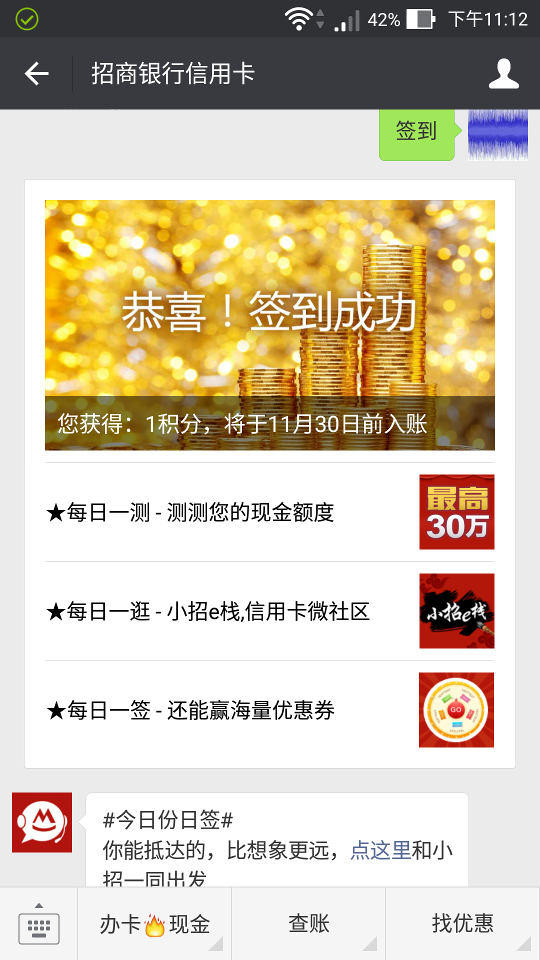 42% 下午11:12
招商银行信用卡
签到
恭喜！签到成功
您获得：1积分，将于11月30日前入账
★每日一测 - 测测您的现金额度
最高
30万
★每日一逛 - 小招e栈,信用卡微社区
小招e栈
★每日一签 - 还能赢海量优惠券
GO
#今日份日签#
你能抵达的，比想象更远，点这里和小
招一同出发
办卡🔥现金
查账
找优惠